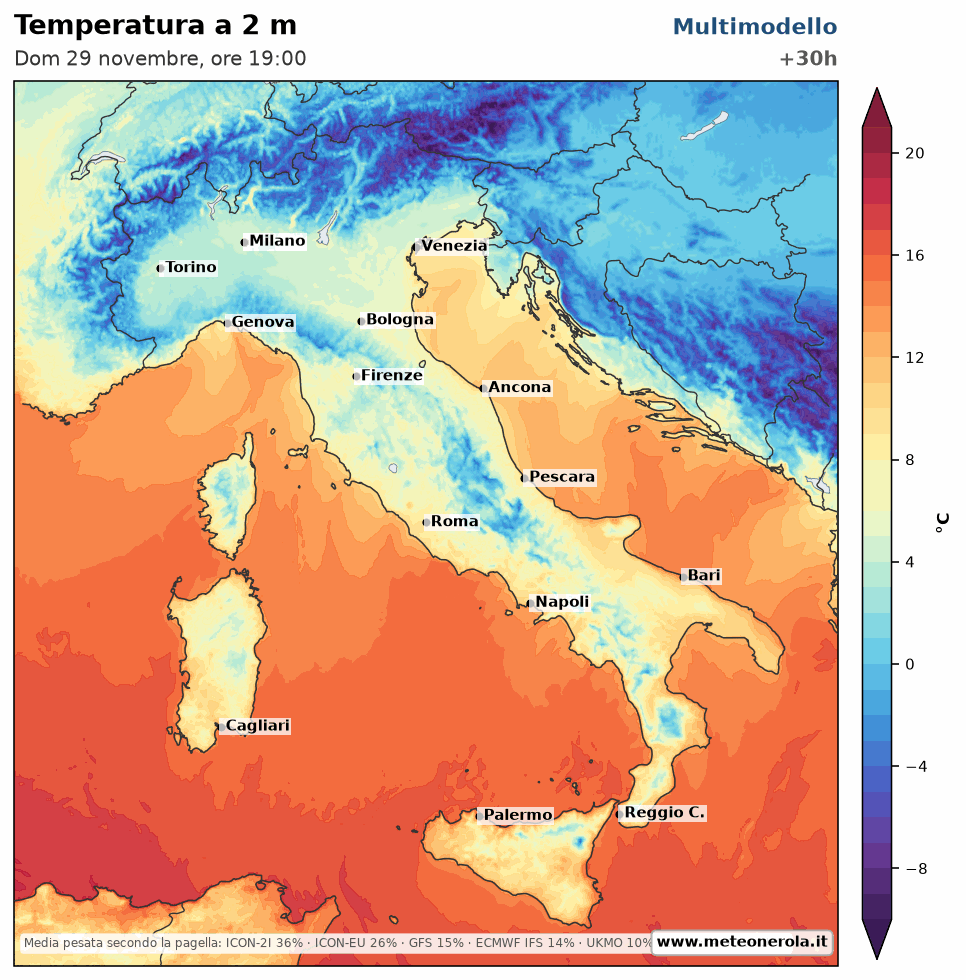 Temperatura a 2 m
Multimodello
Dom 29 novembre, ore 19:00
+30h
Milano
Venezia
Torino
Genova
Bologna
Firenze
Ancona
Pescara
Roma
Bari
Napoli
Cagliari
Palermo
Reggio C.
20
16
12
8
4
0
−4
−8
°C
Media pesata secondo la pagella: ICON-2I 36% · ICON-EU 26% · GFS 15% · ECMWF IFS 14% · UKMO 10%
www.meteonerola.it